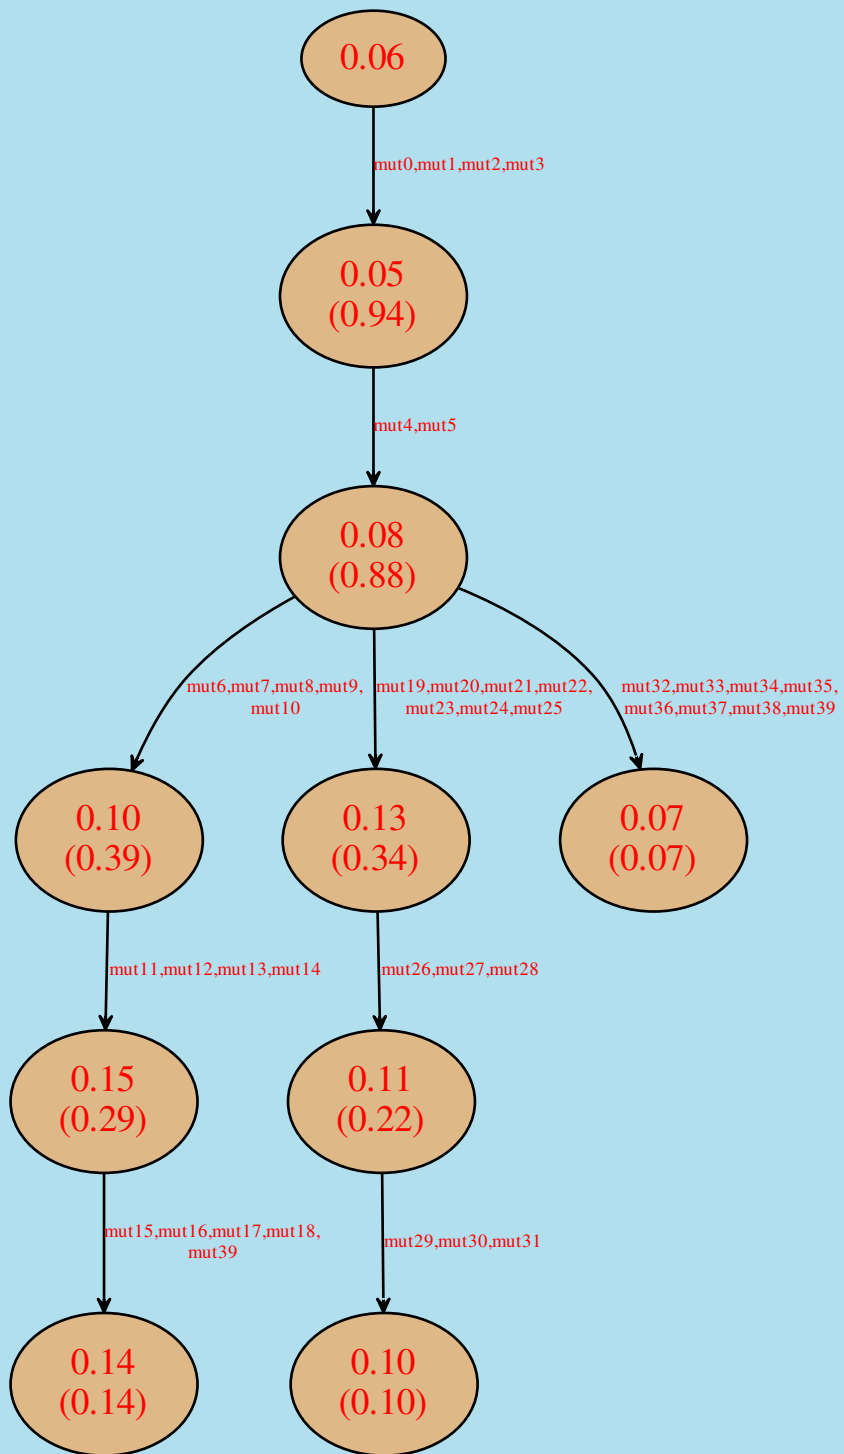 0.06
mut0,mut1,mut2,mut3
0.05
(0.94)
mut4,mut5
0.08
(0.88)
mut6,mut7,mut8,mut9,
mut10
mut19,mut20,mut21,mut22,
mut23,mut24,mut25
mut32,mut33,mut34,mut35,
mut36,mut37,mut38,mut39
0.10
(0.39)
0.13
(0.34)
0.07
(0.07)
mut11,mut12,mut13,mut14
mut26,mut27,mut28
0.15
(0.29)
0.11
(0.22)
mut15,mut16,mut17,mut18,
mut39
mut29,mut30,mut31
0.14
(0.14)
0.10
(0.10)